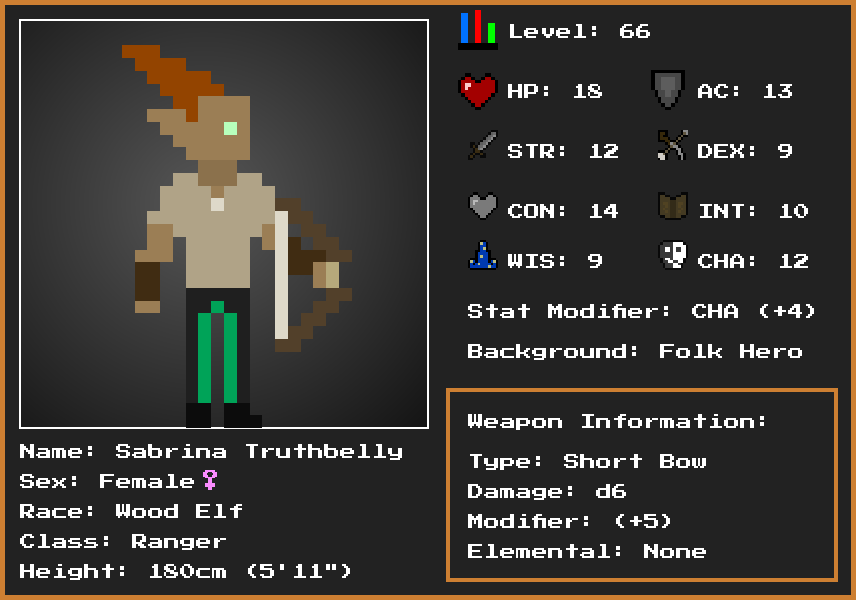 Level: 66
HP: 18 AC: 13
STR: 12 DEX: 9
CON: 14 INT: 10
WIS: 9 CHA: 12
Stat Modifier: CHA (+4)
Background: Folk Hero
Weapon Information:
Type: Short Bow
Damage: d6
Modifier: (+5)
Elemental: None
Name: Sabrina Truthbelly
Sex: Female♀
Race: Wood Elf
Class: Ranger
Height: 180cm (5'11")